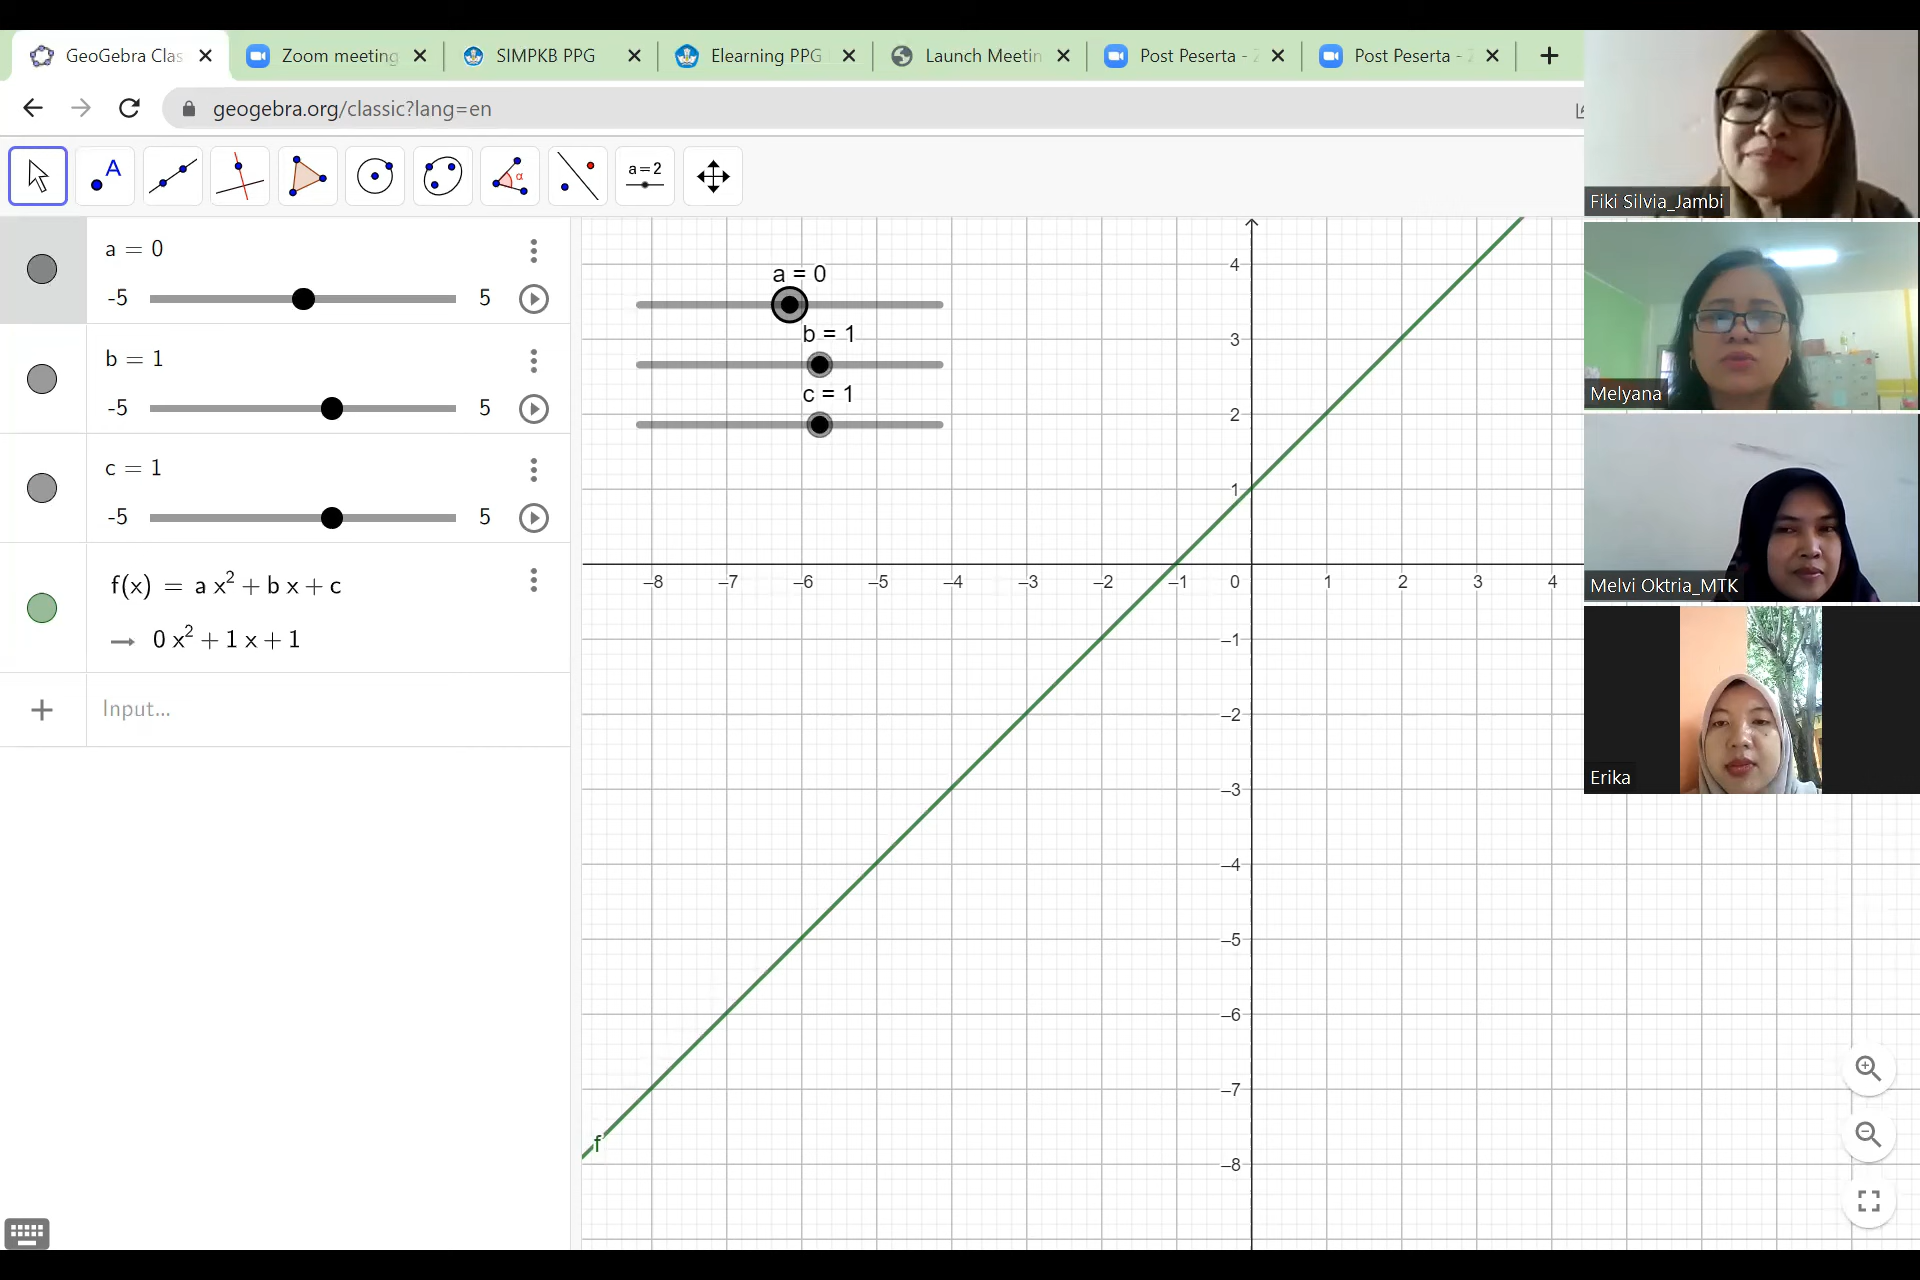 GeoGebra Clas
Zoom meeting
SIMPKB PPG
Elearning PPG
Launch Meetin
Post Peserta -
Post Peserta -
geogebra.org/classic?lang=en
A
α
a=2
a = 0
-5
5
b = 1
-5
5
c = 1
-5
5
f(x) = a x² + b x + c
→ 0 x² + 1 x + 1
Input...
a = 0
b = 1
c = 1
4
3
2
1
–8 –7 –6 –5 –4 –3 –2 –1 0 1 2 3 4
–1
–2
–3
–4
–5
–6
–7
–8
f
Fiki Silvia_Jambi
Melyana
Melvi Oktria_MTK
Erika